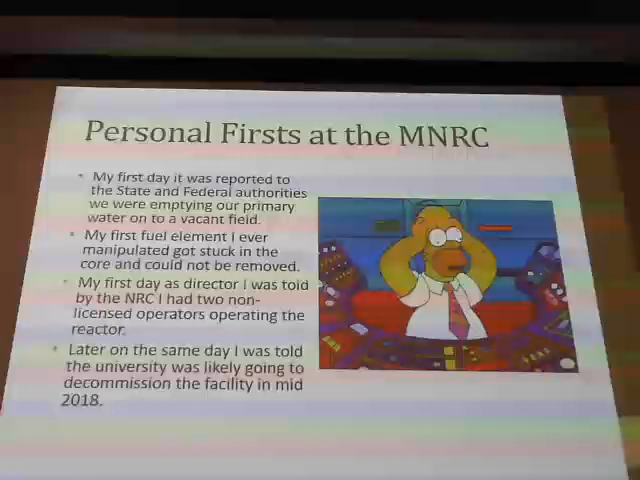 Personal Firsts at the MNRC
• My first day it was reported to
the State and Federal authorities
we were emptying our primary
water on to a vacant field.
• My first fuel element I ever
manipulated got stuck in the
core and could not be removed.
• My first day as director I was told
by the NRC I had two non-
licensed operators operating the
reactor.
• Later on the same day I was told
the university was likely going to
decommission the facility in mid
2018.